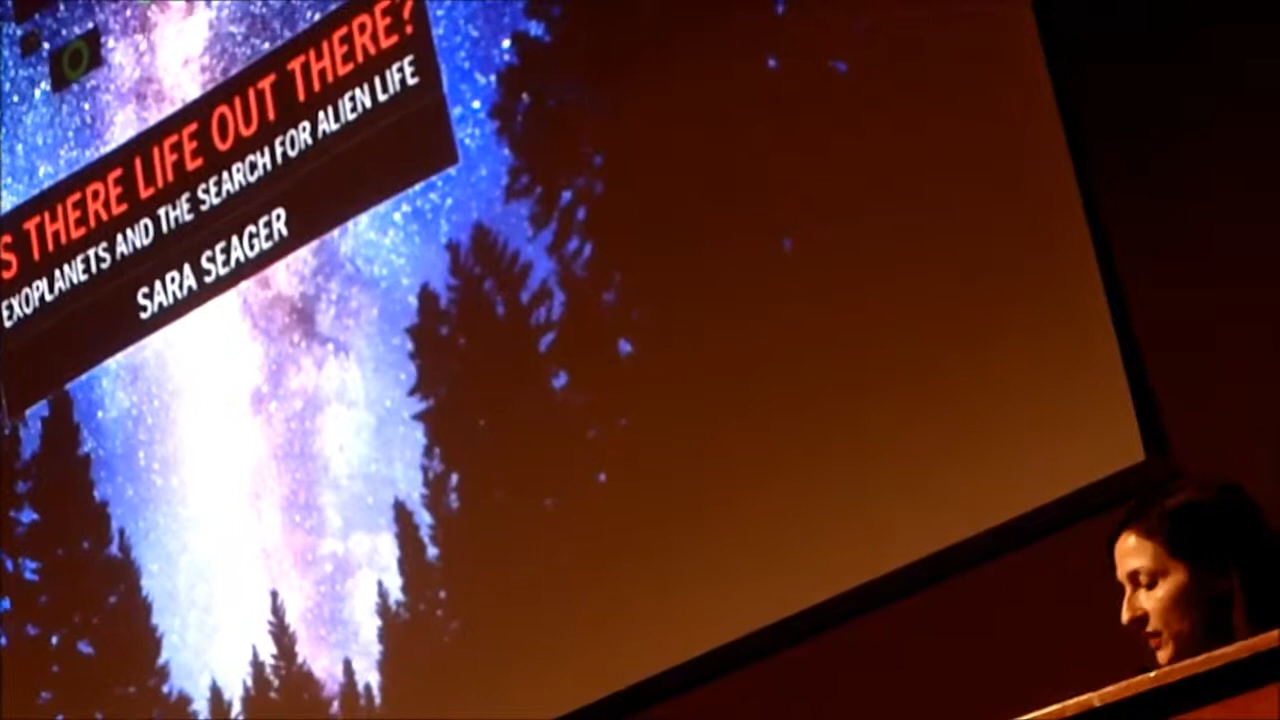 S THERE LIFE OUT THERE?
EXOPLANETS AND THE SEARCH FOR ALIEN LIFE
SARA SEAGER